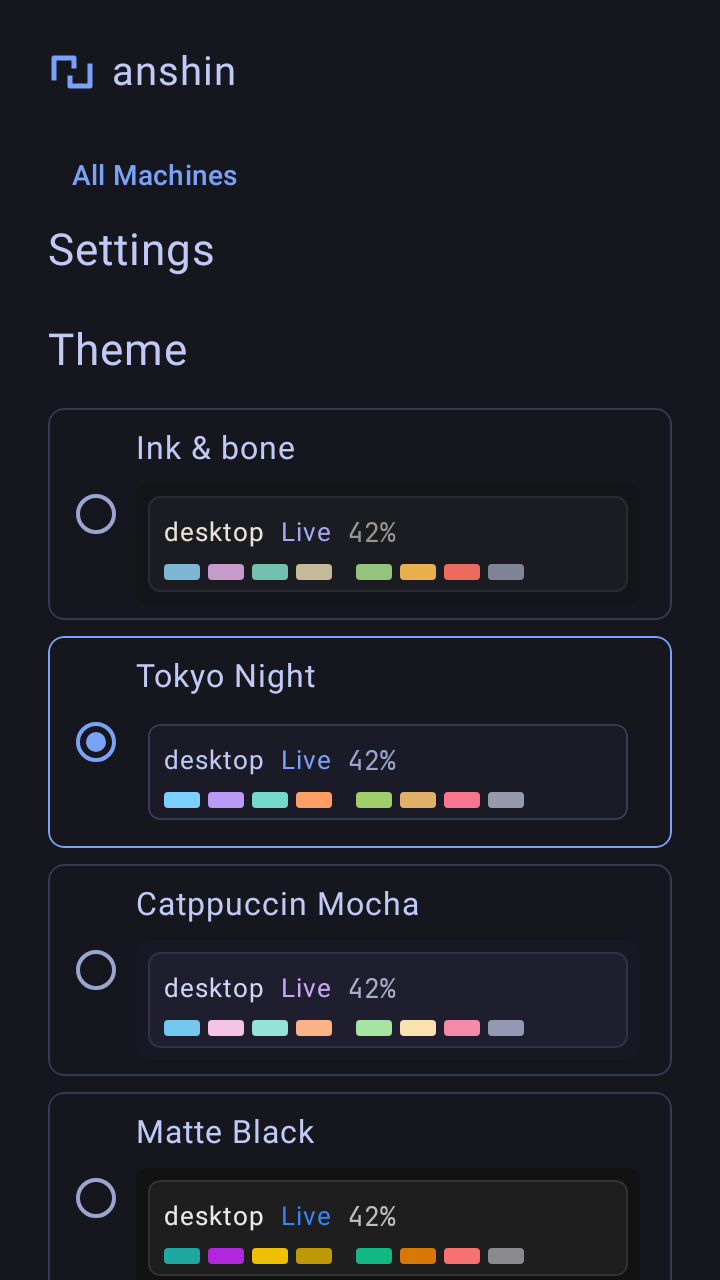 anshin
All Machines
Settings
Theme
Ink & bone
desktop Live 42%
Tokyo Night
desktop Live 42%
Catppuccin Mocha
desktop Live 42%
Matte Black
desktop Live 42%